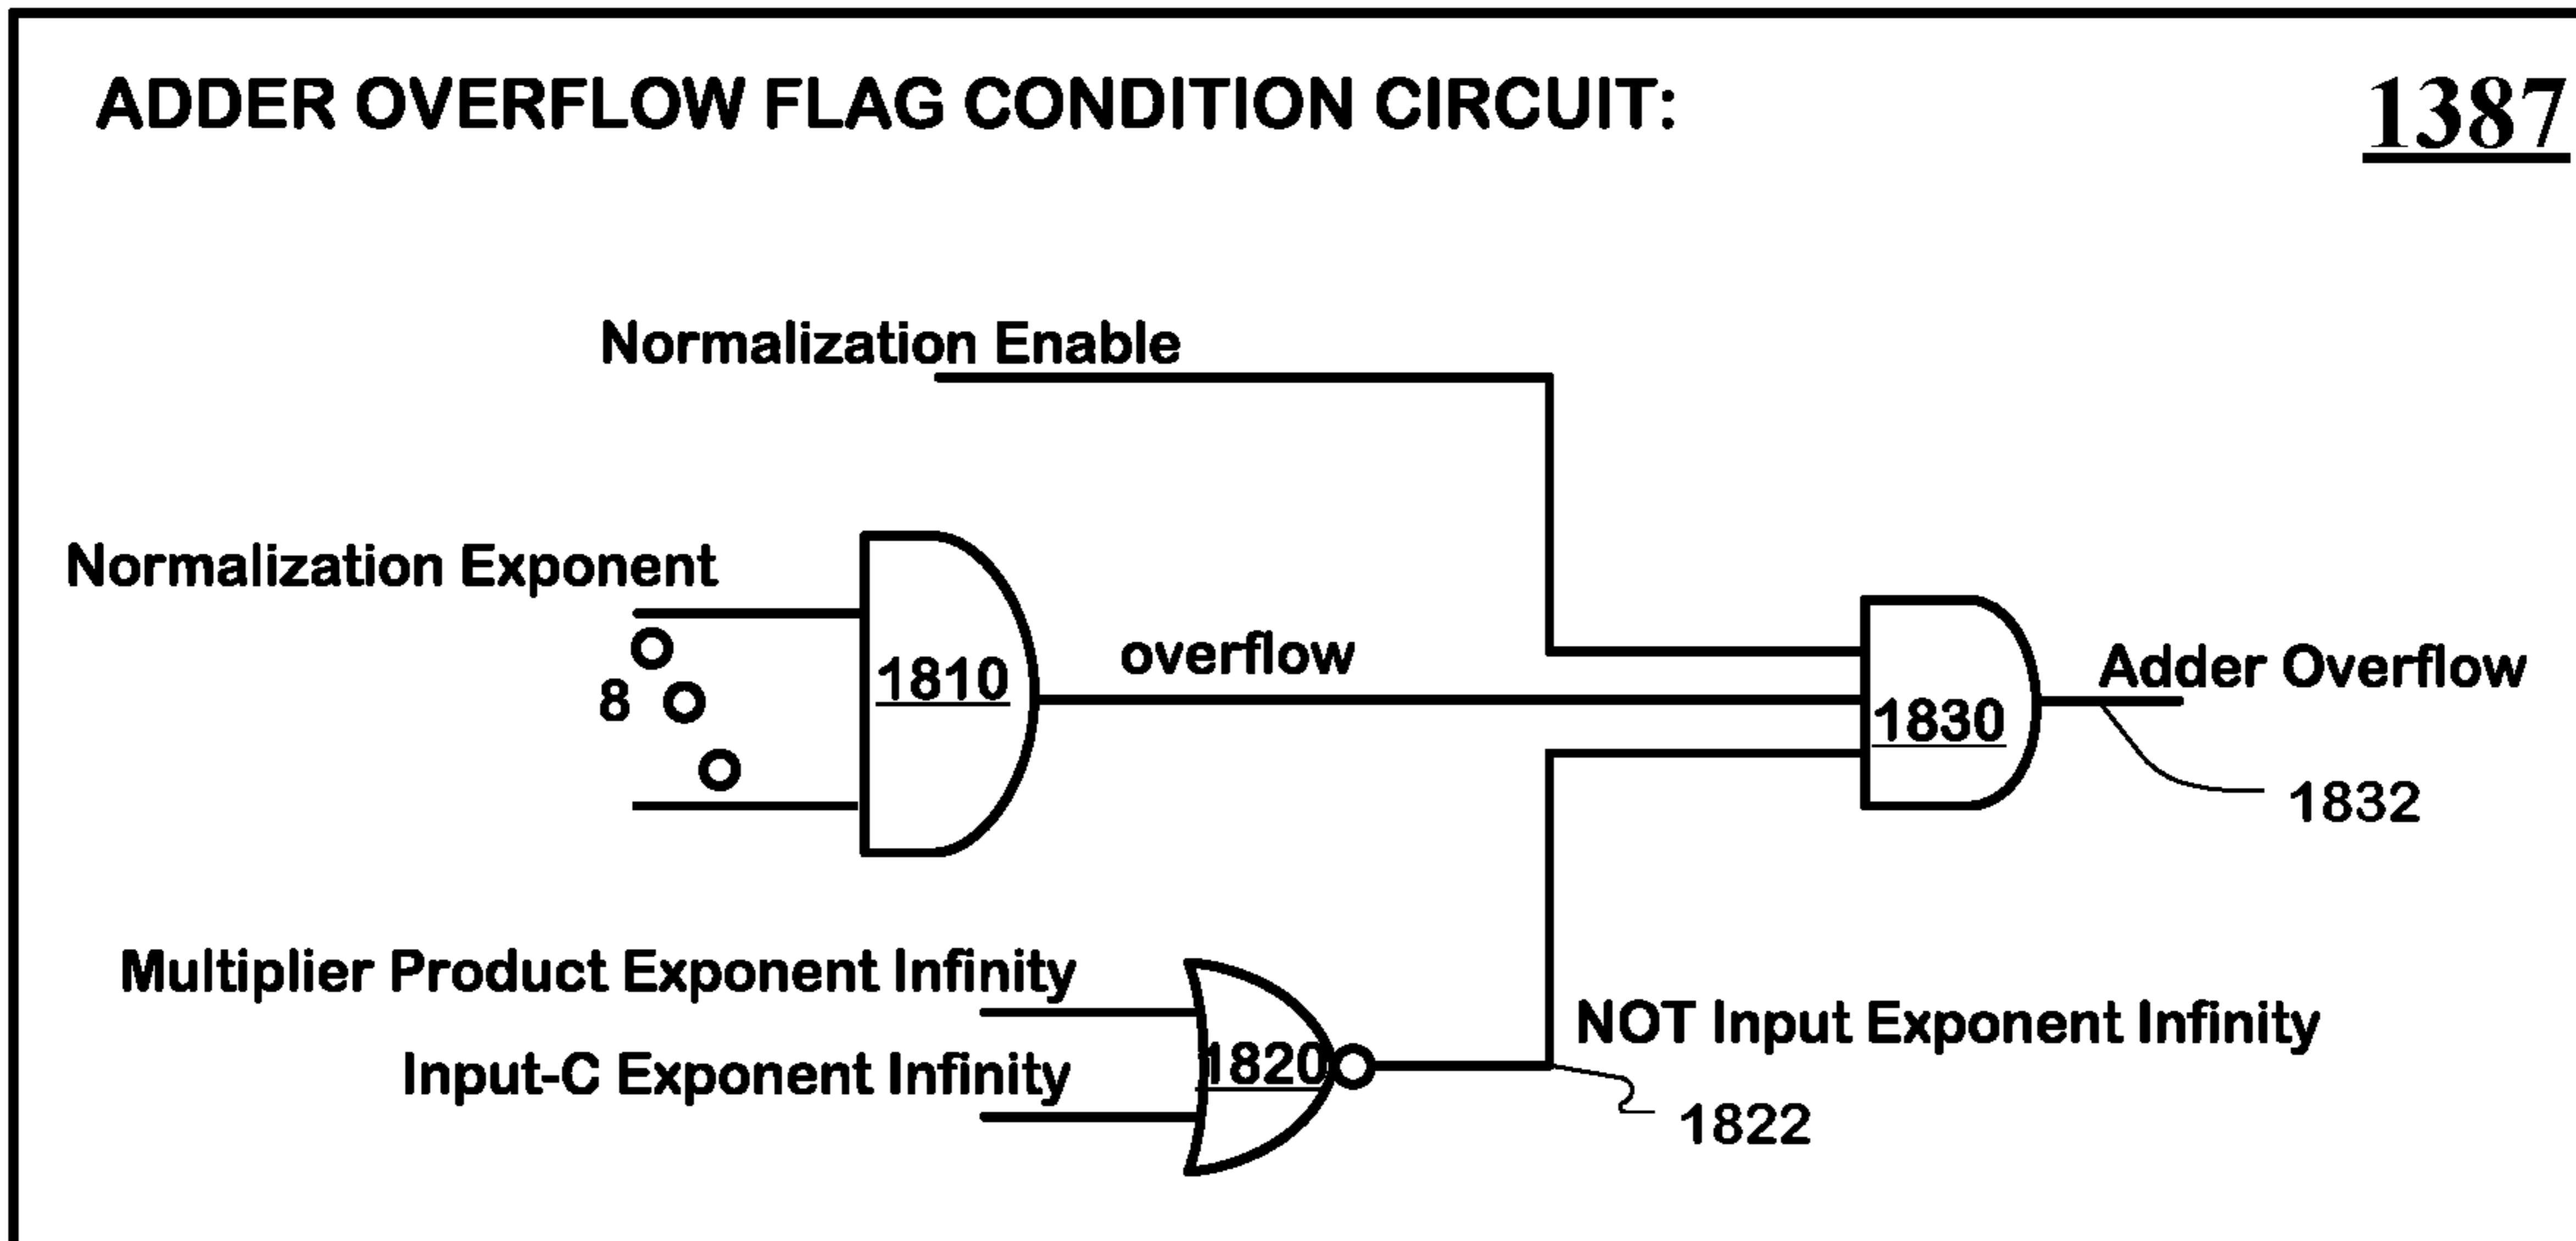 ADDER OVERFLOW FLAG CONDITION CIRCUIT:
1387
Normalization Enable
Normalization Exponent
8
1810
overflow
1830
Adder Overflow
1832
Multiplier Product Exponent Infinity
Input-C Exponent Infinity
1820
NOT Input Exponent Infinity
1822